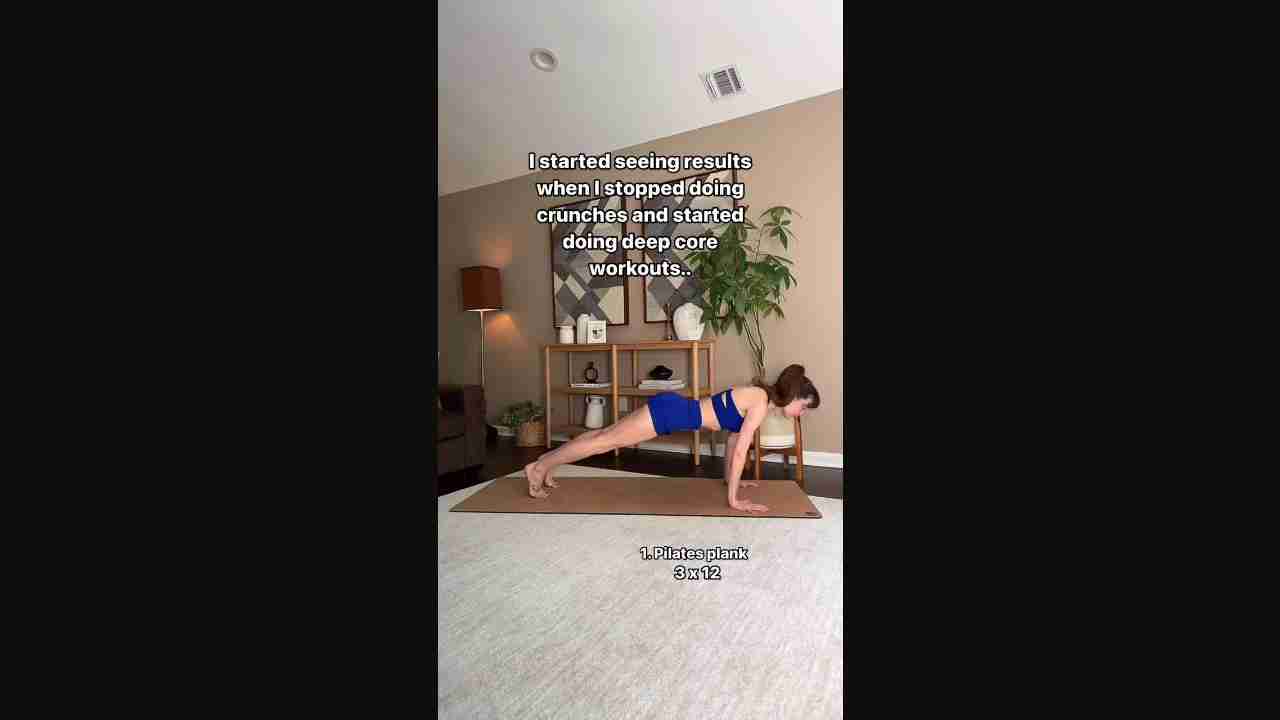 I started seeing results
when I stopped doing
crunches and started
doing deep core
workouts..
1. Pilates plank
3 x 12